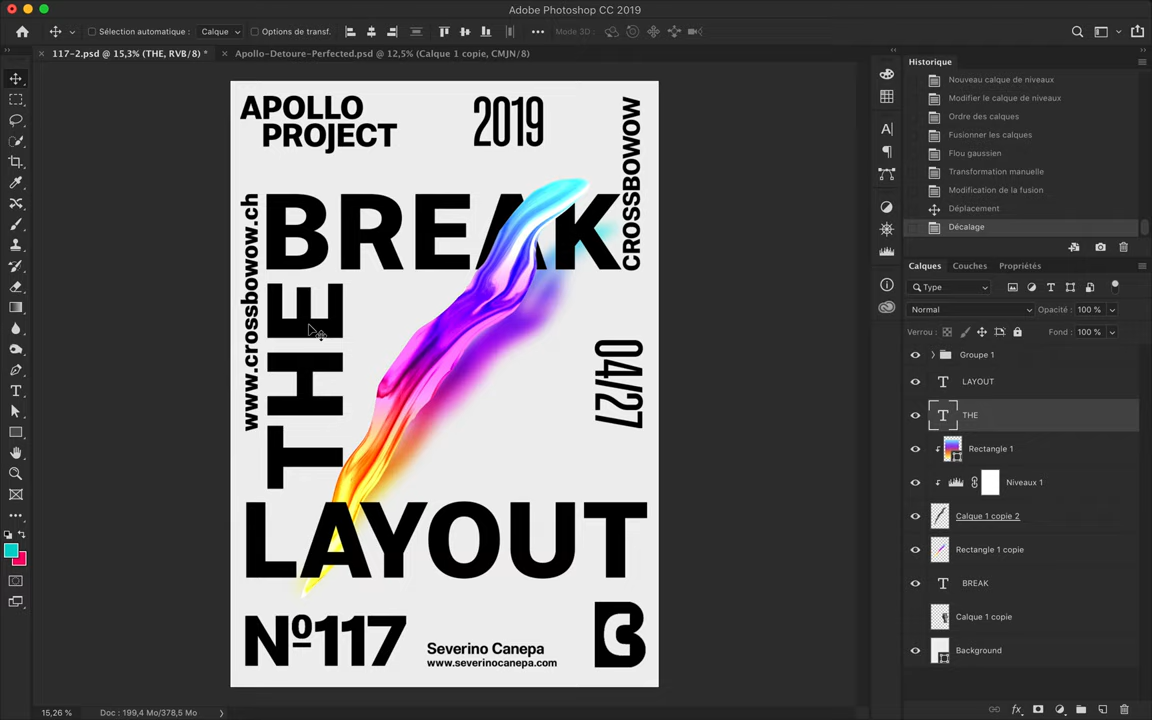 Adobe Photoshop CC 2019
Sélection automatique : Calque Options de transf. Mode 3D :
117-2.psd @ 15,3% (THE, RVB/8) *
Apollo-Detoure-Perfected.psd @ 12,5% (Calque 1 copie, CMJN/8)
APOLLO
PROJECT
2019
CROSSBOWOW
BREAK
www.crossbowow.ch
THE
04/27
LAYOUT
Nº117
Severino Canepa
www.severinocanepa.com
Historique
Nouveau calque de niveaux
Modifier le calque de niveaux
Ordre des calques
Fusionner les calques
Flou gaussien
Transformation manuelle
Modification de la fusion
Déplacement
Décalage
Calques Couches Propriétés
Type
Normal Opacité : 100 %
Verrou : Fond : 100 %
Groupe 1
LAYOUT
THE
Rectangle 1
Niveaux 1
Calque 1 copie 2
Rectangle 1 copie
BREAK
Calque 1 copie
Background
15,26 % Doc : 199,4 Mo/378,5 Mo